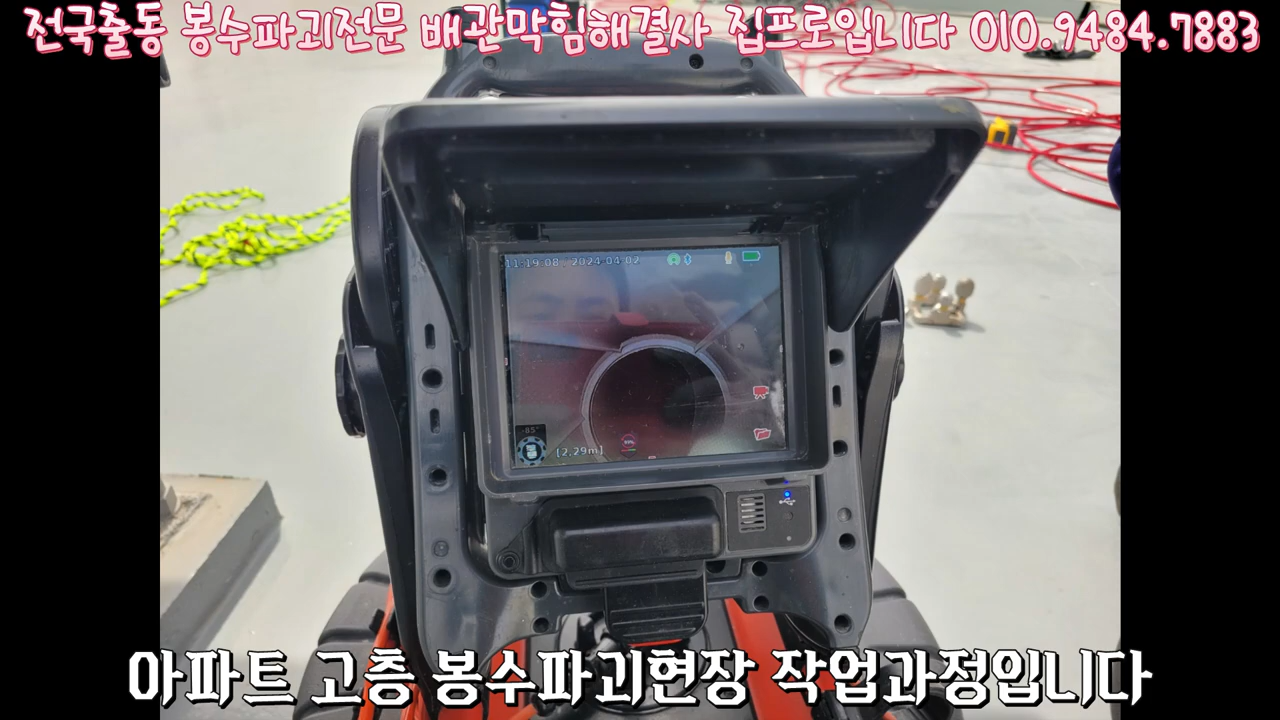 전국출동 봉수파괴전문 배관막힘해결사 집프로입니다 010.9484.7883
11:19:08 2024-04-02
-85°
[2,29m]
아파트 고층 봉수파괴현장 작업과정입니다